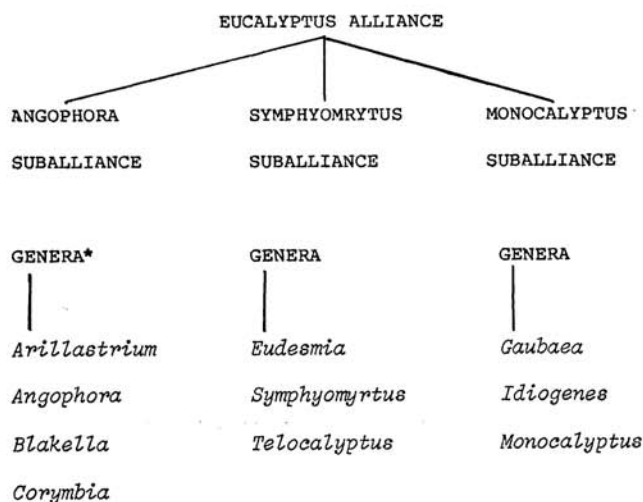 EUCALYPTUS ALLIANCE
ANGOPHORA SYMPHYOMRYTUS MONOCALYPTUS
SUBALLIANCE SUBALLIANCE SUBALLIANCE
GENERA* GENERA GENERA
Arillastrium Eudesmia Gaubaea
Angophora Symphyomyrtus Idiogenes
Blakella Telocalyptus Monocalyptus
Corymbia